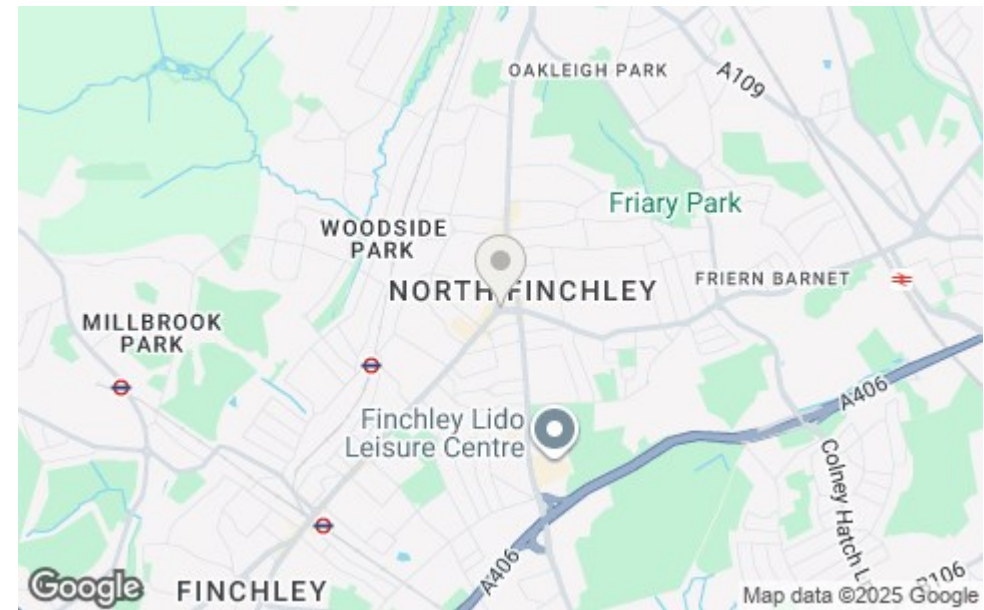 OAKLEIGH PARK
A109
Friary Park
WOODSIDE
PARK
NORTH FINCHLEY
FRIERN BARNET
MILLBROOK
PARK
A406
Finchley Lido
Leisure Centre
Colney Hatch L
A406
B106
FINCHLEY
Google
Map data ©2025 Google